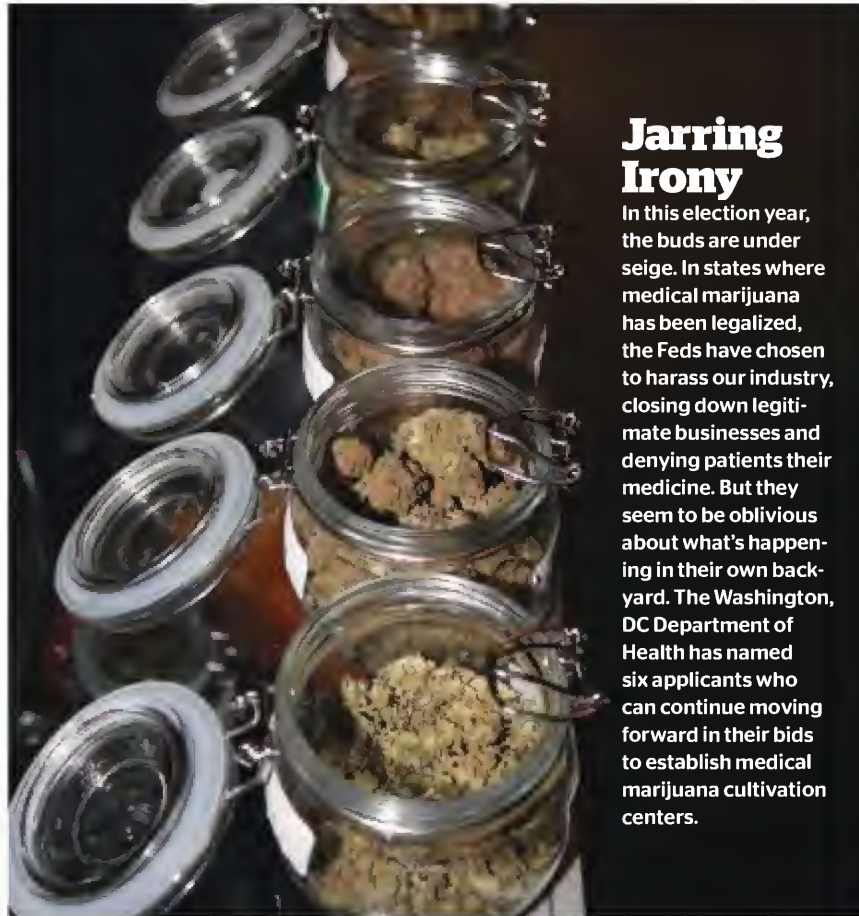 Jarring
Irony
In this election year,
the buds are under
seige. In states where
medical marijuana
has been legalized,
the Feds have chosen
to harass our industry,
closing down legiti-
mate businesses and
denying patients their
medicine. But they
seem to be oblivious
about what's happen-
ing in their own back-
yard. The Washington,
DC Department of
Health has named
six applicants who
can continue moving
forward in their bids
to establish medical
marijuana cultivation
centers.